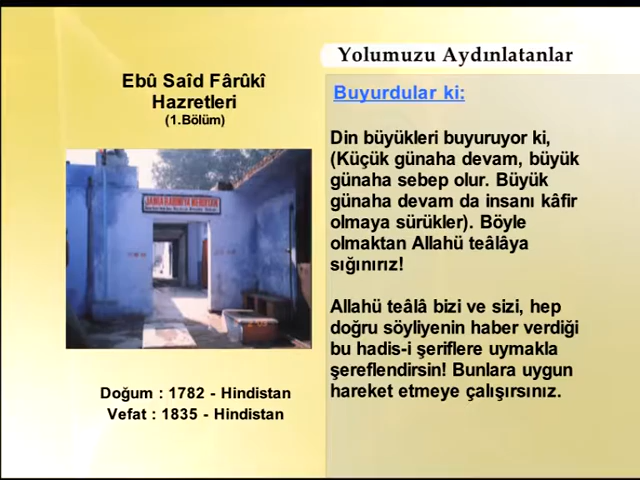 Yolumuzu Aydınlatanlar
Ebû Saîd Fârûkî
Hazretleri
(1.Bölüm)
JAMIA RAHIMIYA MEHDIYAN
Doğum : 1782 - Hindistan
Vefat : 1835 - Hindistan
Buyurdular ki:
Din büyükleri buyuruyor ki,
(Küçük günaha devam, büyük
günaha sebep olur. Büyük
günaha devam da insanı kâfir
olmaya sürükler). Böyle
olmaktan Allahü teâlâya
sığınırız!
Allahü teâlâ bizi ve sizi, hep
doğru söyliyenin haber verdiği
bu hadis-i şeriflere uymakla
şereflendirsin! Bunlara uygun
hareket etmeye çalışırsınız.